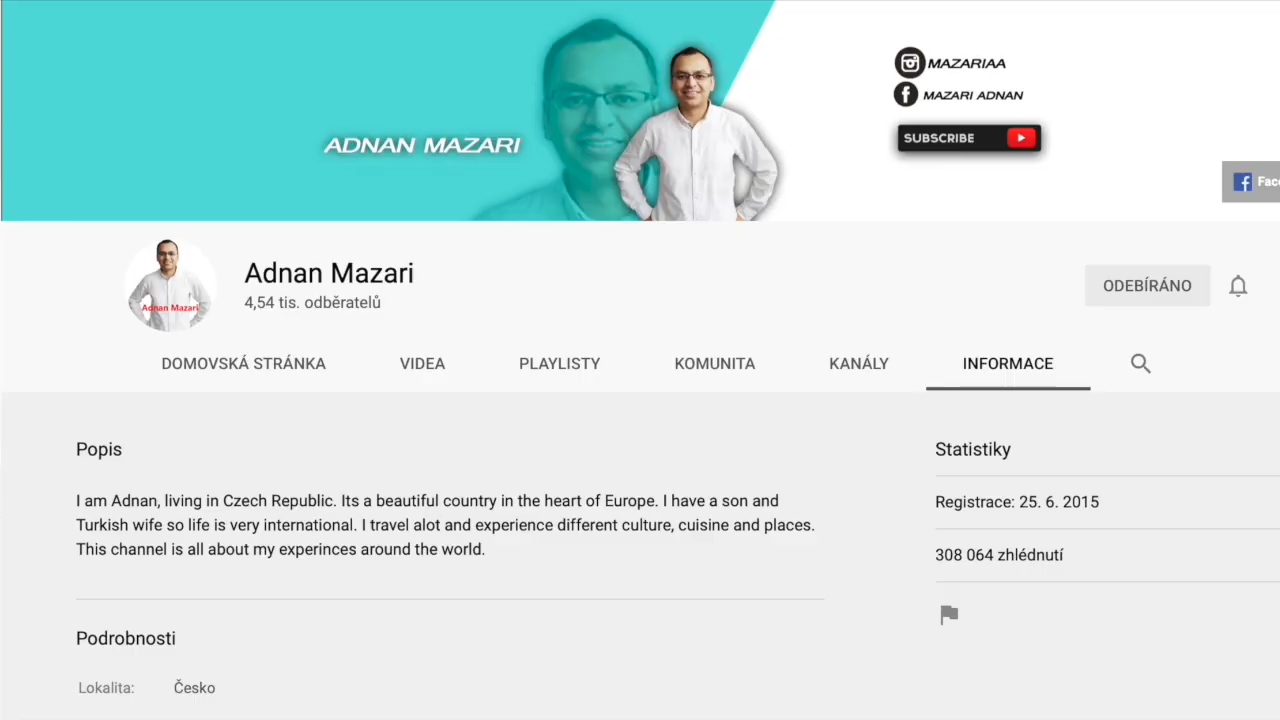 MAZARIAA
MAZARI ADNAN
ADNAN MAZARI
SUBSCRIBE
Adnan Mazari
Adnan Mazari
4,54 tis. odběratelů
ODEBÍRÁNO
DOMOVSKÁ STRÁNKA VIDEA PLAYLISTY KOMUNITA KANÁLY INFORMACE
Popis
I am Adnan, living in Czech Republic. Its a beautiful country in the heart of Europe. I have a son and
Turkish wife so life is very international. I travel alot and experience different culture, cuisine and places.
This channel is all about my experinces around the world.
Statistiky
Registrace: 25. 6. 2015
308 064 zhlédnutí
Podrobnosti
Lokalita: Česko